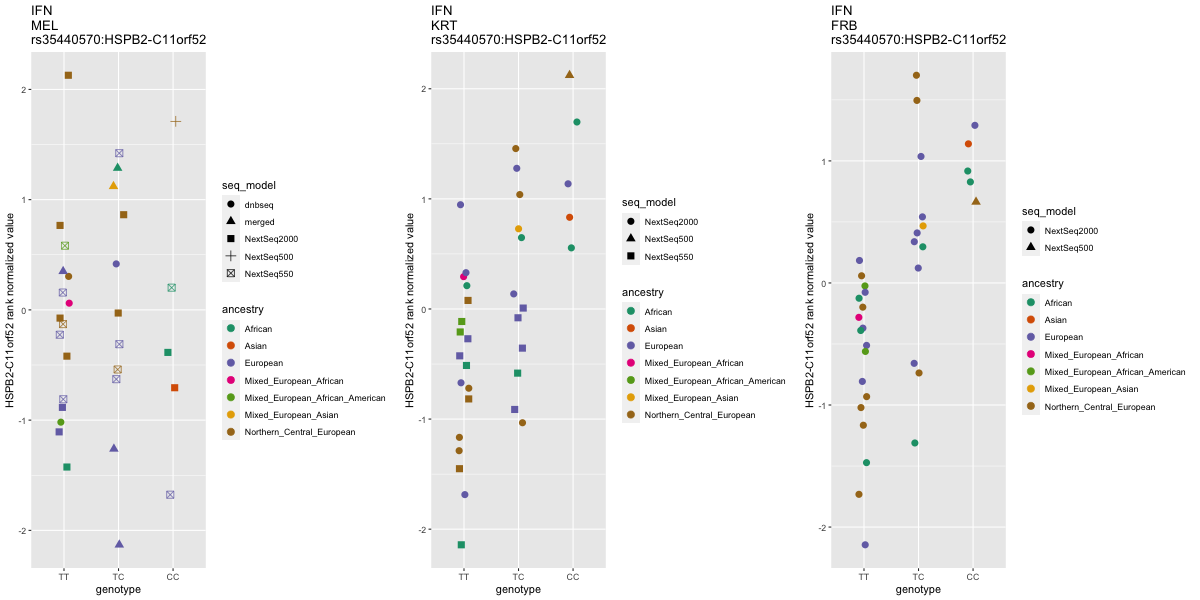 IFN
MEL
rs35440570:HSPB2-C11orf52
HSPB2-C11orf52 rank normalized value
2
1
0
-1
-2
TT
TC
CC
genotype
seq_model
dnbseq
merged
NextSeq2000
NextSeq500
NextSeq550
ancestry
African
Asian
European
Mixed_European_African
Mixed_European_African_American
Mixed_European_Asian
Northern_Central_European
IFN
KRT
rs35440570:HSPB2-C11orf52
HSPB2-C11orf52 rank normalized value
2
1
0
-1
-2
TT
TC
CC
genotype
seq_model
NextSeq2000
NextSeq500
NextSeq550
ancestry
African
Asian
European
Mixed_European_African
Mixed_European_African_American
Mixed_European_Asian
Northern_Central_European
IFN
FRB
rs35440570:HSPB2-C11orf52
HSPB2-C11orf52 rank normalized value
1
0
-1
-2
TT
TC
CC
genotype
seq_model
NextSeq2000
NextSeq500
ancestry
African
Asian
European
Mixed_European_African
Mixed_European_African_American
Mixed_European_Asian
Northern_Central_European